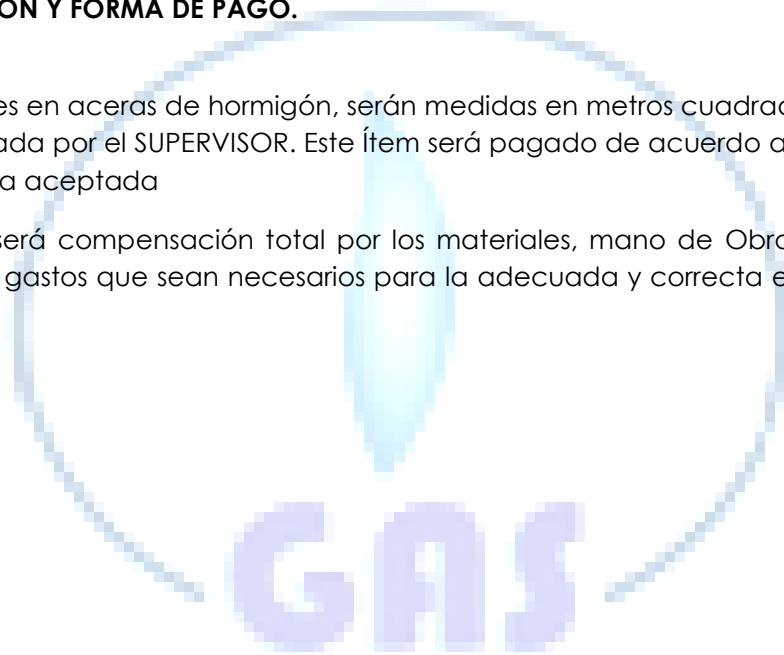 ÓN Y FORMA DE PAGO.
es en aceras de hormigón, serán medidas en metros cuadrad
ada por el SUPERVISOR. Este Ítem será pagado de acuerdo a
a aceptada
será compensación total por los materiales, mano de Obra
gastos que sean necesarios para la adecuada y correcta e
GAS